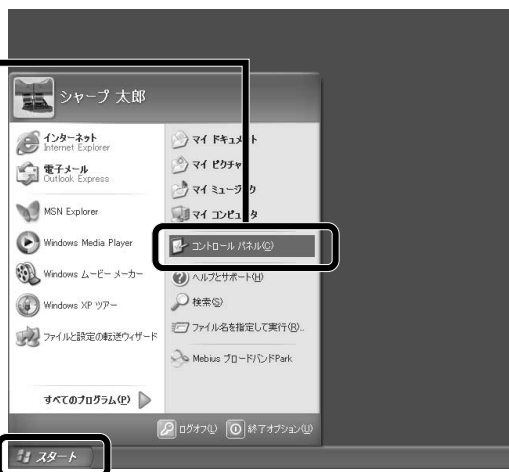 シャープ 太郎
インターネット
Internet Explorer
電子メール
Outlook Express
MSN Explorer
Windows Media Player
Windows ムービー メーカー
Windows XP ツアー
ファイルと設定の転送ウィザード
すべてのプログラム(P)
マイ ドキュメント
マイ ピクチャ
マイ ミュージック
マイ コンピュータ
コントロール パネル(C)
ヘルプとサポート(H)
検索(S)
ファイル名を指定して実行(R)...
Mebius ブロードバンドPark
ログオフ(L)
終了オプション(U)
スタート